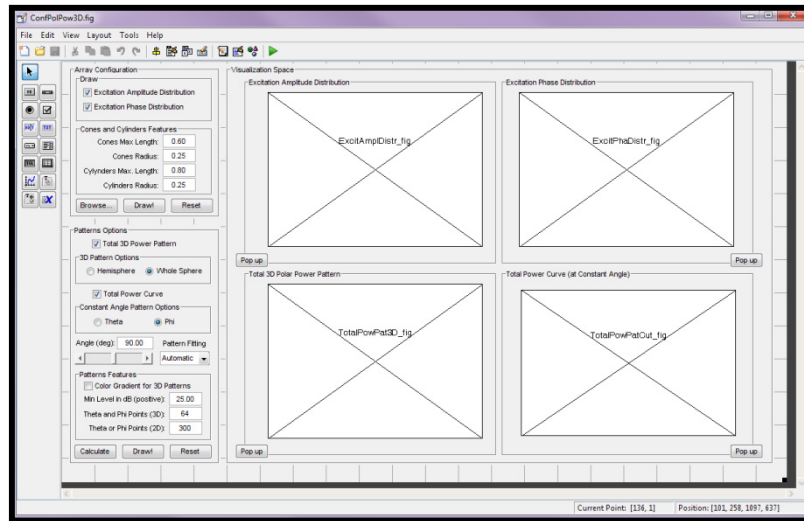 ConfPolPow3D.fig
File Edit View Layout Tools Help
Array Configuration
Draw
Excitation Amplitude Distribution
Excitation Phase Distribution
Cones and Cylinders Features
Cones Max Length: 0.60
Cones Radius: 0.25
Cylynders Max. Length: 0.80
Cylinders Radius: 0.25
Browse... Draw! Reset
Patterns Options
Total 3D Power Pattern
3D Pattern Options
Hemisphere Whole Sphere
Total Power Curve
Constant Angle Pattern Options
Theta Phi
Angle (deg): 90.00 Pattern Fitting
Automatic
Patterns Features
Color Gradient for 3D Patterns
Min Level in dB (positive): 25.00
Theta and Phi Points (3D): 64
Theta or Phi Points (2D): 300
Calculate Draw! Reset
Visualization Space
Excitation Amplitude Distribution
ExcitAmplDistr_fig
Pop up
Excitation Phase Distribution
ExcitPhaDistr_fig
Pop up
Total 3D Polar Power Pattern
TotalPowPat3D_fig
Pop up
Total Power Curve (at Constant Angle)
TotalPowPatCut_fig
Pop up
Current Point: [136, 1] Position: [101, 258, 1097, 637]